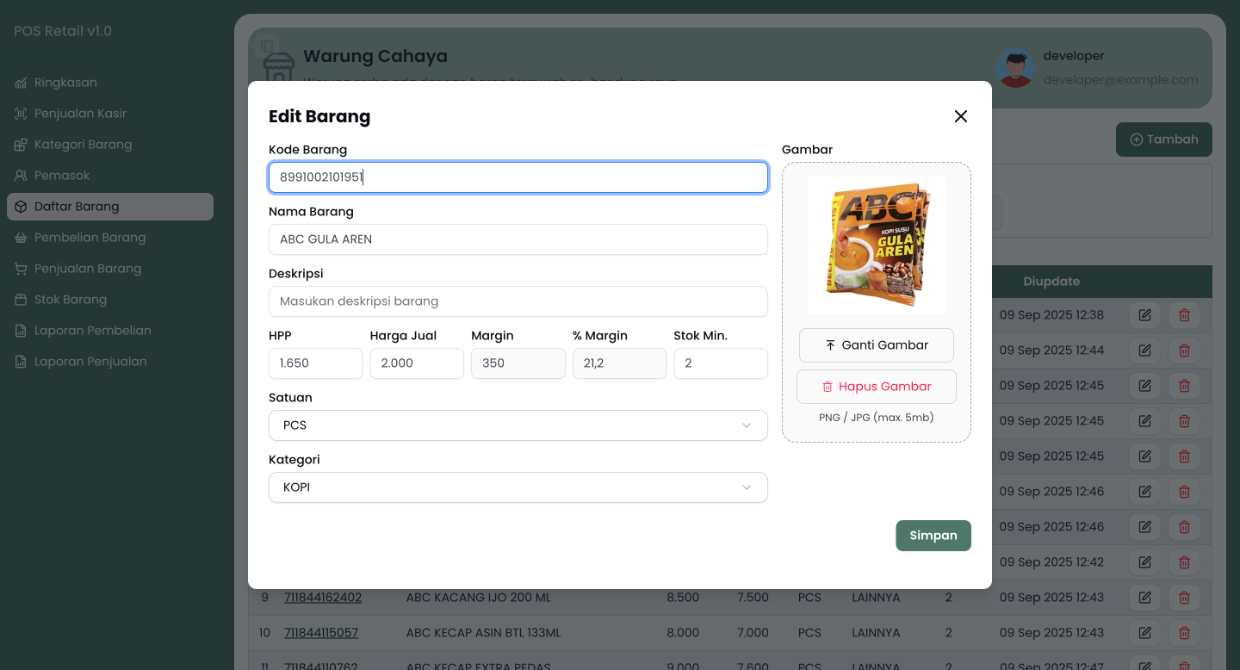 POS Retail v1.0
Ringkasan
Penjualan Kasir
Kategori Barang
Pemasok
Daftar Barang
Pembelian Barang
Penjualan Barang
Stok Barang
Laporan Pembelian
Laporan Penjualan
Warung Cahaya
developer
developer@example.com
Tambah
Edit Barang
Kode Barang
8991002101951
Nama Barang
ABC GULA AREN
Deskripsi
Masukan deskripsi barang
HPP Harga Jual Margin % Margin Stok Min.
1.650 2.000 350 21,2 2
Satuan
PCS
Kategori
KOPI
Gambar
ABC
KOPI SUSU
GULA
AREN
Ganti Gambar
Hapus Gambar
PNG / JPG (max. 5mb)
Simpan
Diupdate
09 Sep 2025 12:38
09 Sep 2025 12:44
09 Sep 2025 12:45
09 Sep 2025 12:45
09 Sep 2025 12:45
09 Sep 2025 12:46
09 Sep 2025 12:46
09 Sep 2025 12:42
9 711844162402 ABC KACANG IJO 200 ML 8.500 7.500 PCS LAINNYA 2 09 Sep 2025 12:43
10 711844115057 ABC KECAP ASIN BTL 133ML 8.000 7.000 PCS LAINNYA 2 09 Sep 2025 12:43
11 711844110762 ABC KECAP EXTRA PEDAS 9.000 7.600 PCS LAINNYA 2 09 Sep 2025 12:47